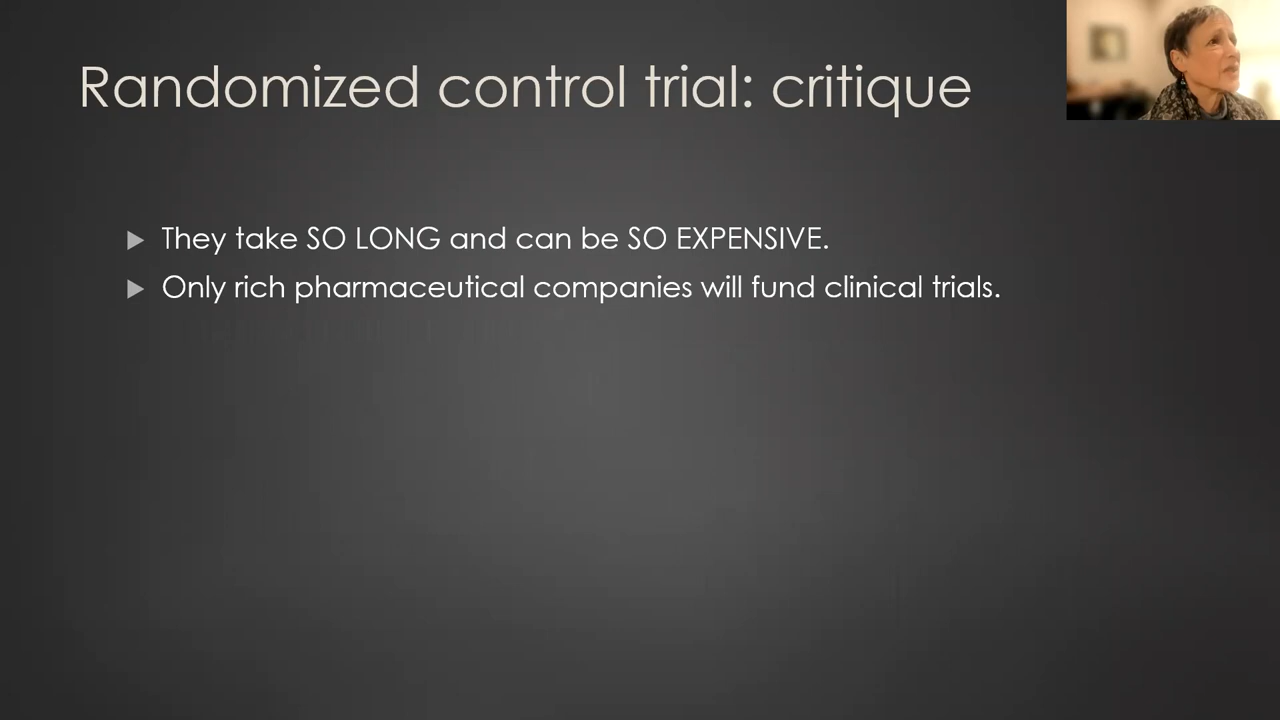 Randomized control trial: critique
They take SO LONG and can be SO EXPENSIVE.
Only rich pharmaceutical companies will fund clinical trials.